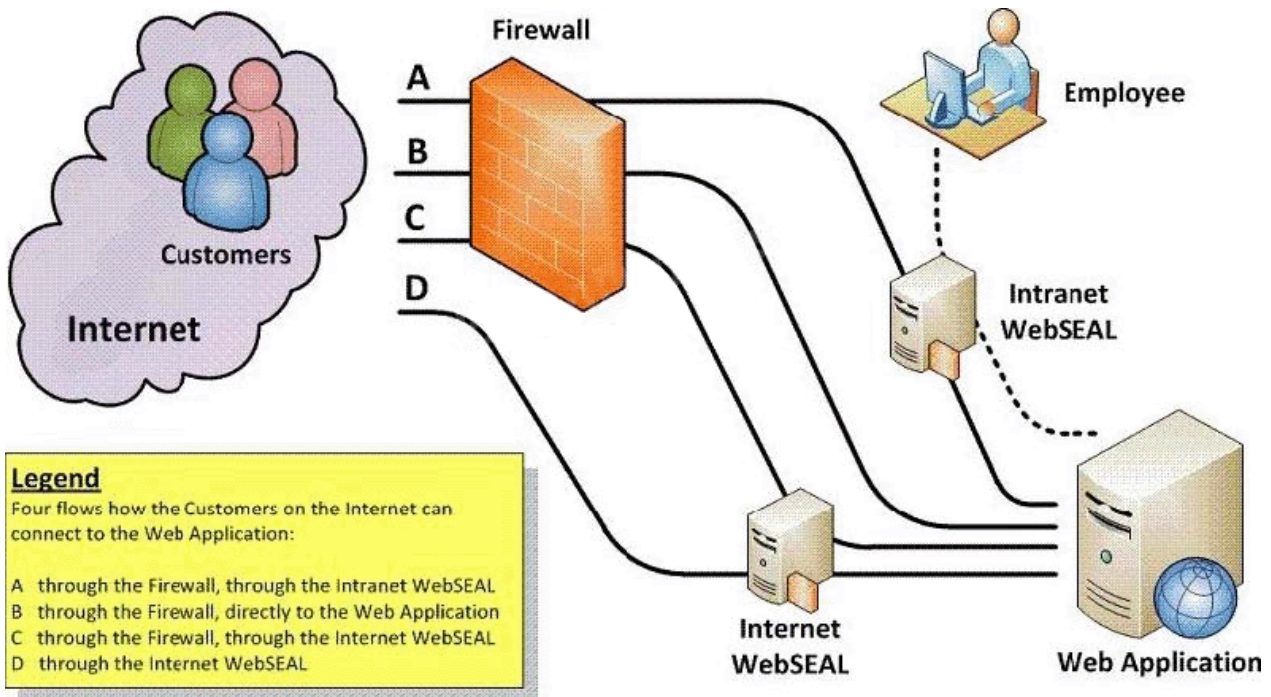 Firewall
A
B
C
D
Customers
Internet
Employee
Intranet
WebSEAL
Internet
WebSEAL
Web Application
Legend
Four flows how the Customers on the Internet can
connect to the Web Application:
A through the Firewall, through the Intranet WebSEAL
B through the Firewall, directly to the Web Application
C through the Firewall, through the Internet WebSEAL
D through the Internet WebSEAL